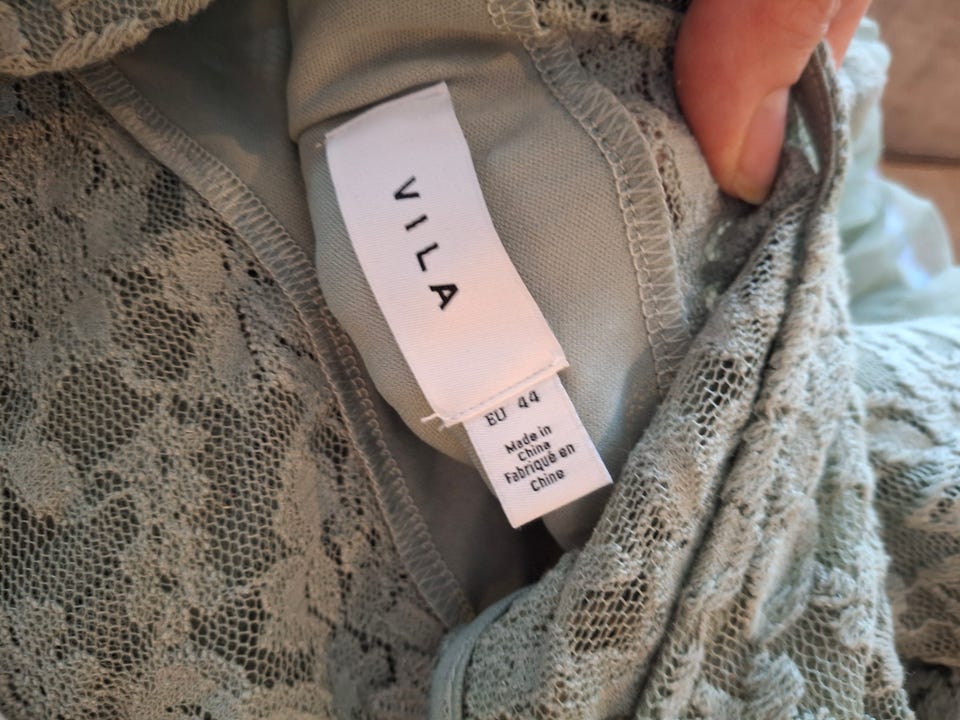 VILA
EU 44
Made in
China
Fabriqué en
Chine